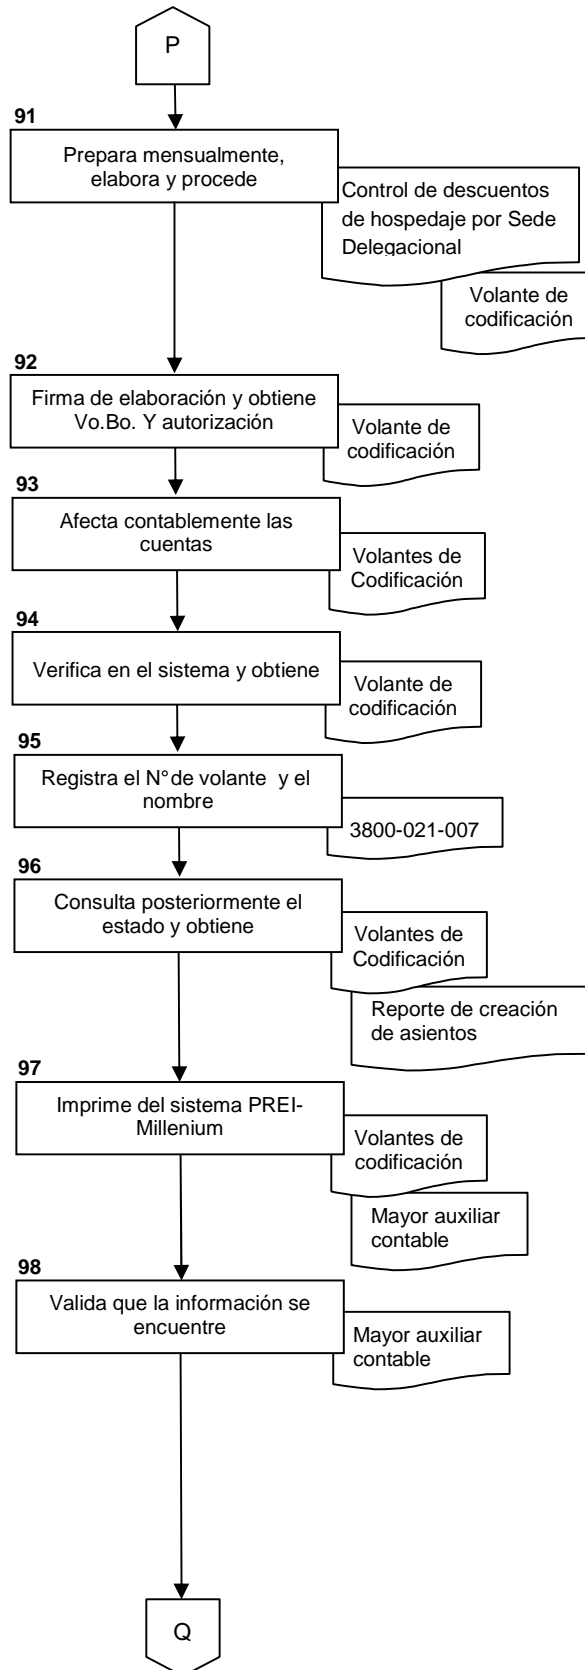 P
91
Prepara mensualmente,
elabora y procede
Control de descuentos
de hospedaje por Sede
Delegacional
Volante de
codificación
92
Firma de elaboración y obtiene
Vo.Bo. Y autorización
Volante de
codificación
93
Afecta contablemente las
cuentas
Volantes de
Codificación
94
Verifica en el sistema y obtiene
Volante de
codificación
95
Registra el N° de volante y el
nombre
3800-021-007
96
Consulta posteriormente el
estado y obtiene
Volantes de
Codificación
Reporte de creación
de asientos
97
Imprime del sistema PREI-
Millenium
Volantes de
codificación
Mayor auxiliar
contable
98
Valida que la información se
encuentre
Mayor auxiliar
contable
Q